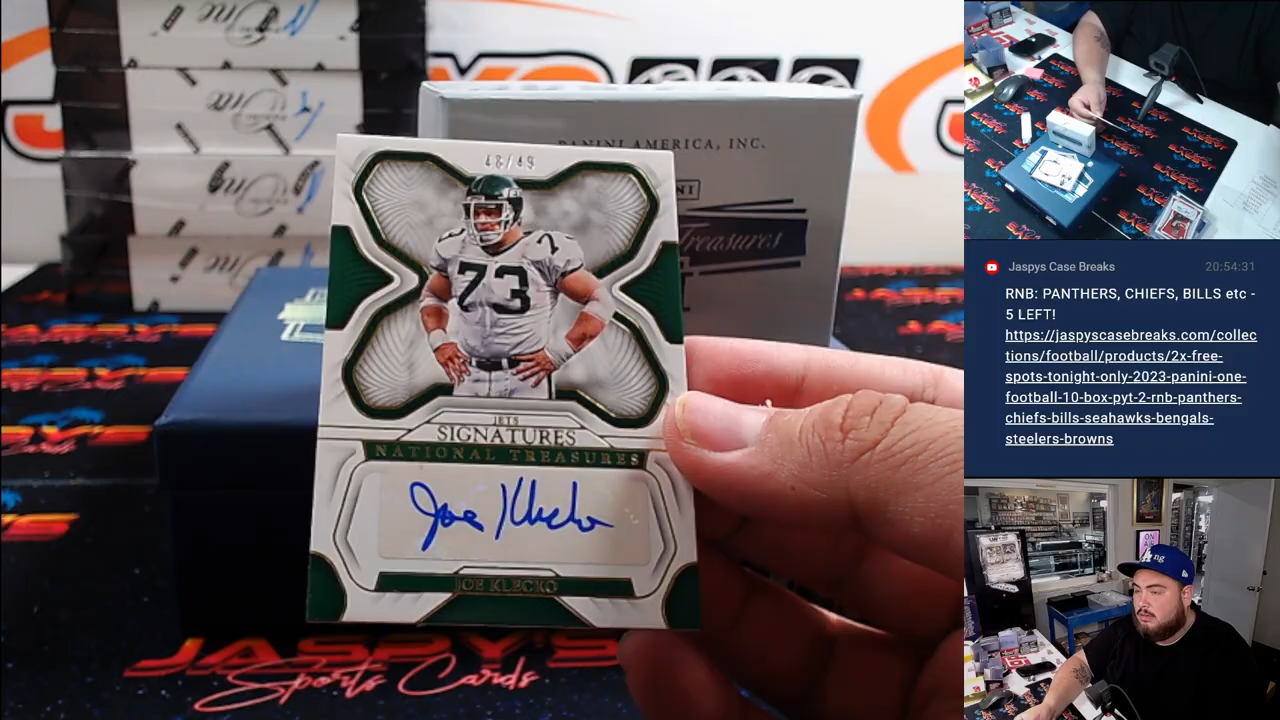 PANINI AMERICA, INC.
Treasures
48/49
73
JETS
SIGNATURES
NATIONAL TREASURES
Joe Klecko
JOE KLECKO
JASPY'S
Sports Cards
Jaspys Case Breaks 20:54:31
RNB: PANTHERS, CHIEFS, BILLS etc -
5 LEFT!
https://jaspyscasebreaks.com/collec
tions/football/products/2x-free-
spots-tonight-only-2023-panini-one-
football-10-box-pyt-2-rnb-panthers-
chiefs-bills-seahawks-bengals-
steelers-browns